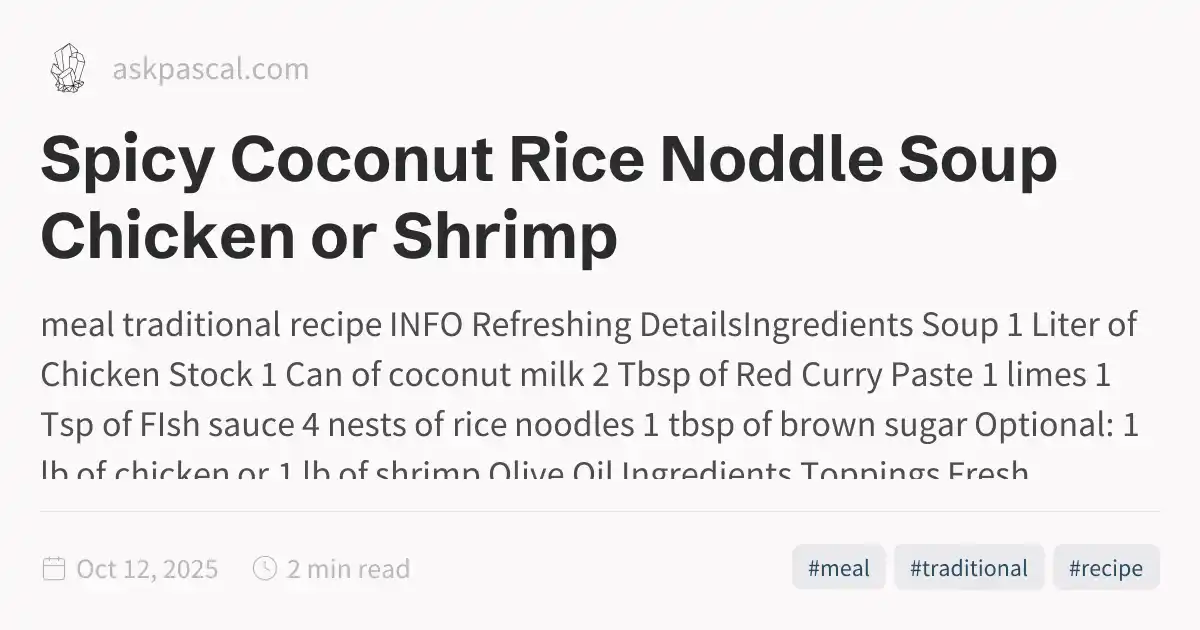 askpascal.com
Spicy Coconut Rice Noddle Soup
Chicken or Shrimp
meal traditional recipe INFO Refreshing DetailsIngredients Soup 1 Liter of
Chicken Stock 1 Can of coconut milk 2 Tbsp of Red Curry Paste 1 limes 1
Tsp of FIsh sauce 4 nests of rice noodles 1 tbsp of brown sugar Optional: 1
lb of chicken or 1 lb of shrimp Olive Oil Ingredients Toppings Fresh
Oct 12, 2025 2 min read #meal #traditional #recipe